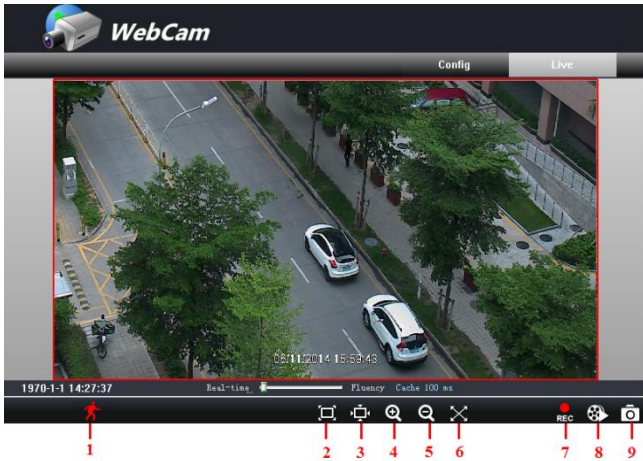 WebCam
Config Live
06/11/2014 15:59:43
1970-1-1 14:27:37 Real-time Fluency Cache 100 ms
REC
1 2 3 4 5 6 7 8 9